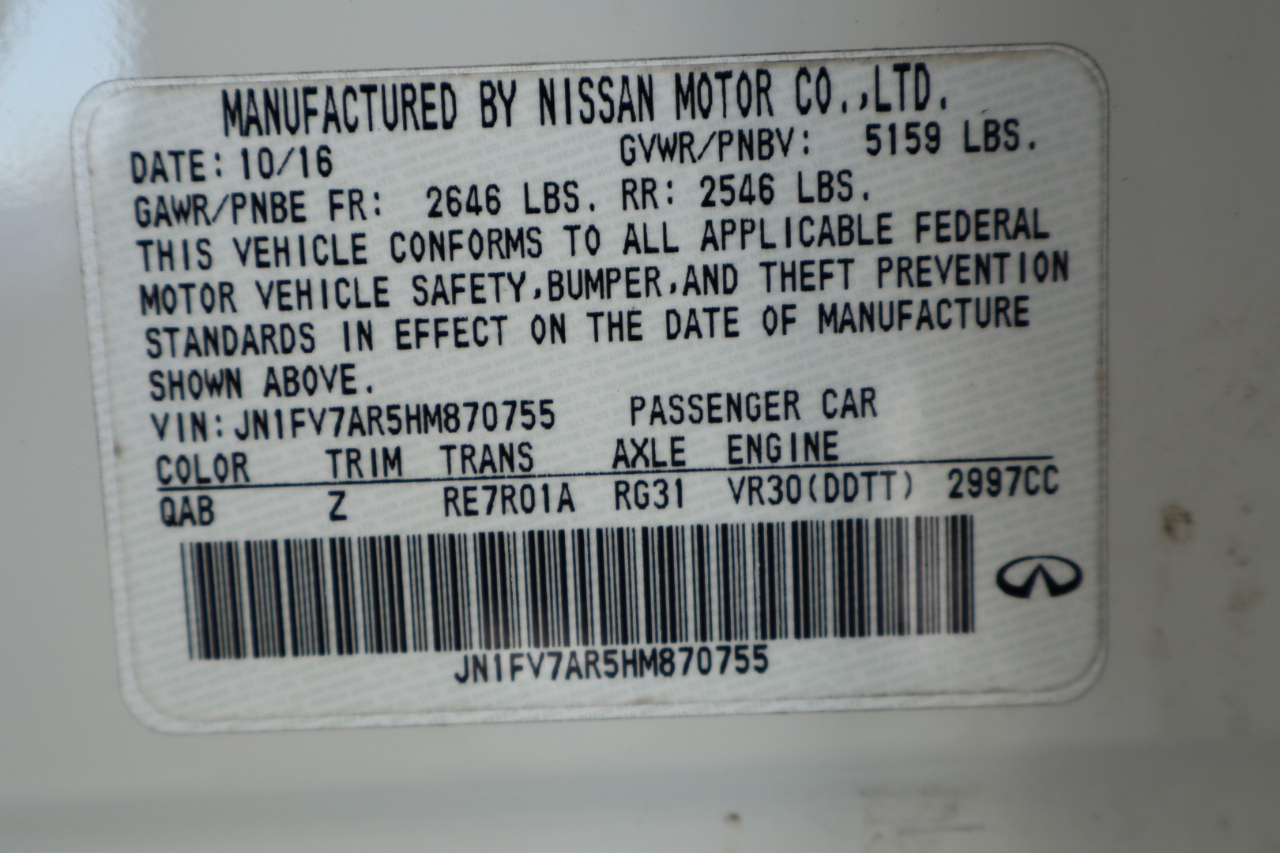 MANUFACTURED BY NISSAN MOTOR CO.,LTD.
DATE: 10/16 GVWR/PNBV: 5159 LBS.
GAWR/PNBE FR: 2646 LBS. RR: 2546 LBS.
THIS VEHICLE CONFORMS TO ALL APPLICABLE FEDERAL
MOTOR VEHICLE SAFETY,BUMPER,AND THEFT PREVENTION
STANDARDS IN EFFECT ON THE DATE OF MANUFACTURE
SHOWN ABOVE.
VIN:JN1FV7AR5HM870755 PASSENGER CAR
COLOR TRIM TRANS AXLE ENGINE
QAB Z RE7R01A RG31 VR30(DDTT) 2997CC
JN1FV7AR5HM870755